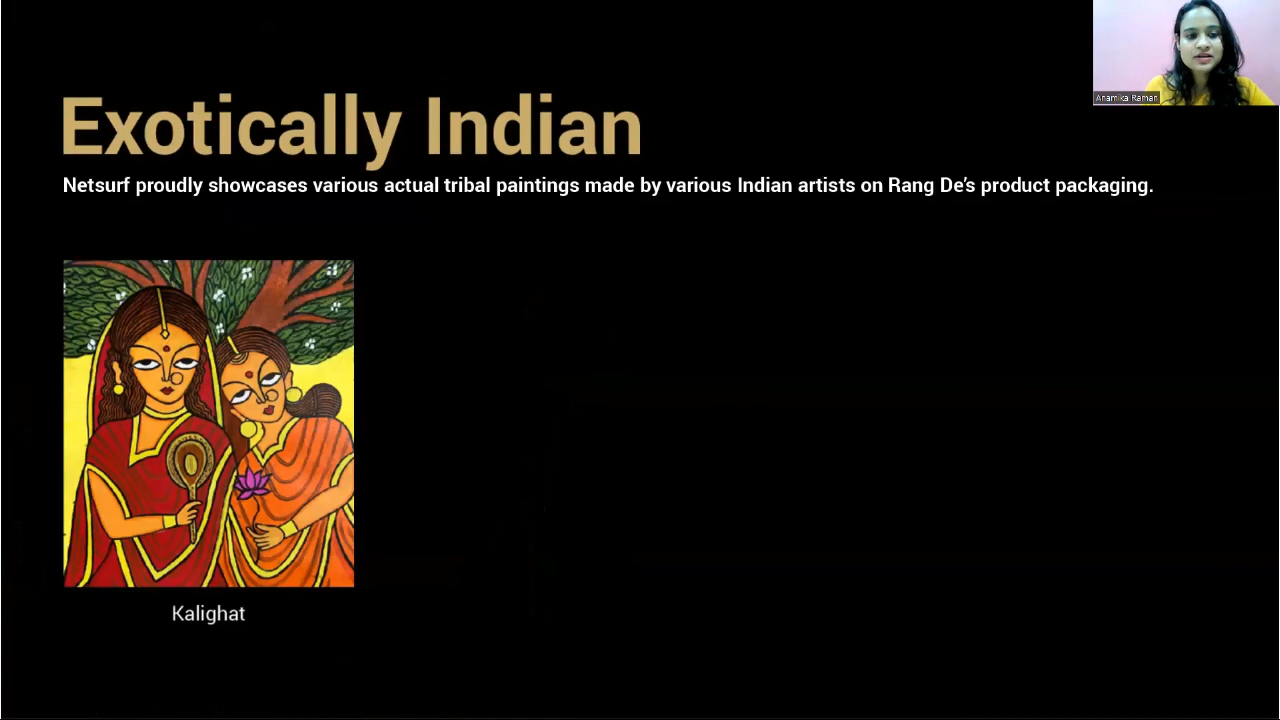 Exotically Indian
Netsurf proudly showcases various actual tribal paintings made by various Indian artists on Rang De's product packaging.
Anamika Raman
Kalighat